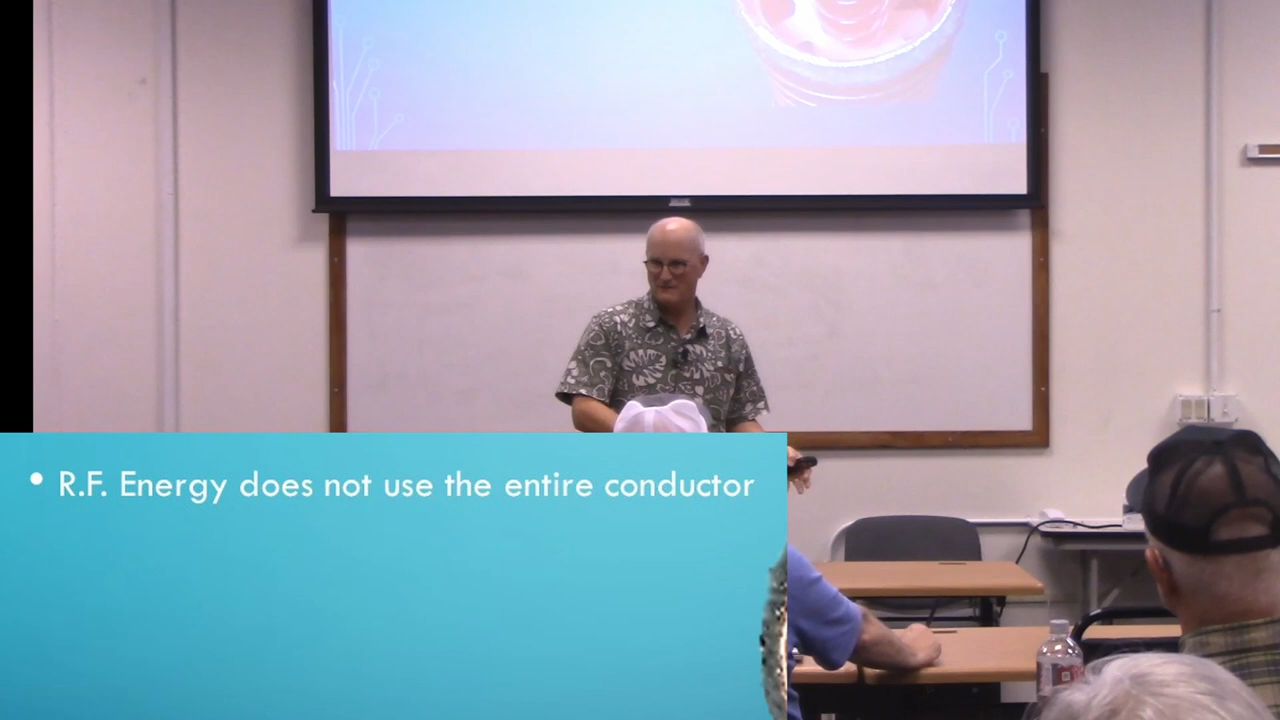 • R.F. Energy does not use the entire conductor